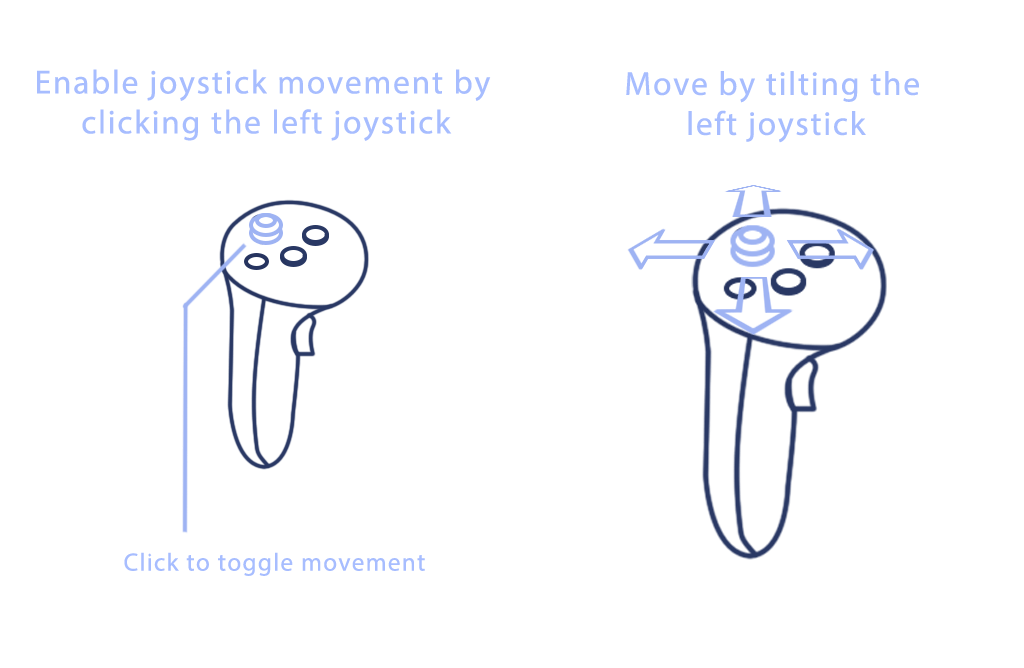 Enable joystick movement by
clicking the left joystick
Move by tilting the
left joystick
Click to toggle movement